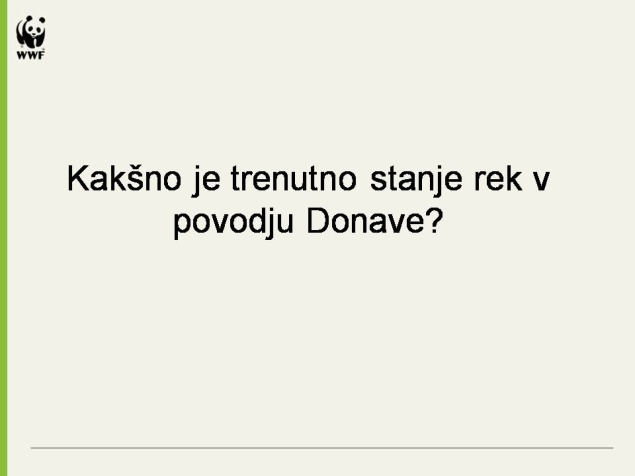 WWF
Kakšno je trenutno stanje rek v
povodju Donave?